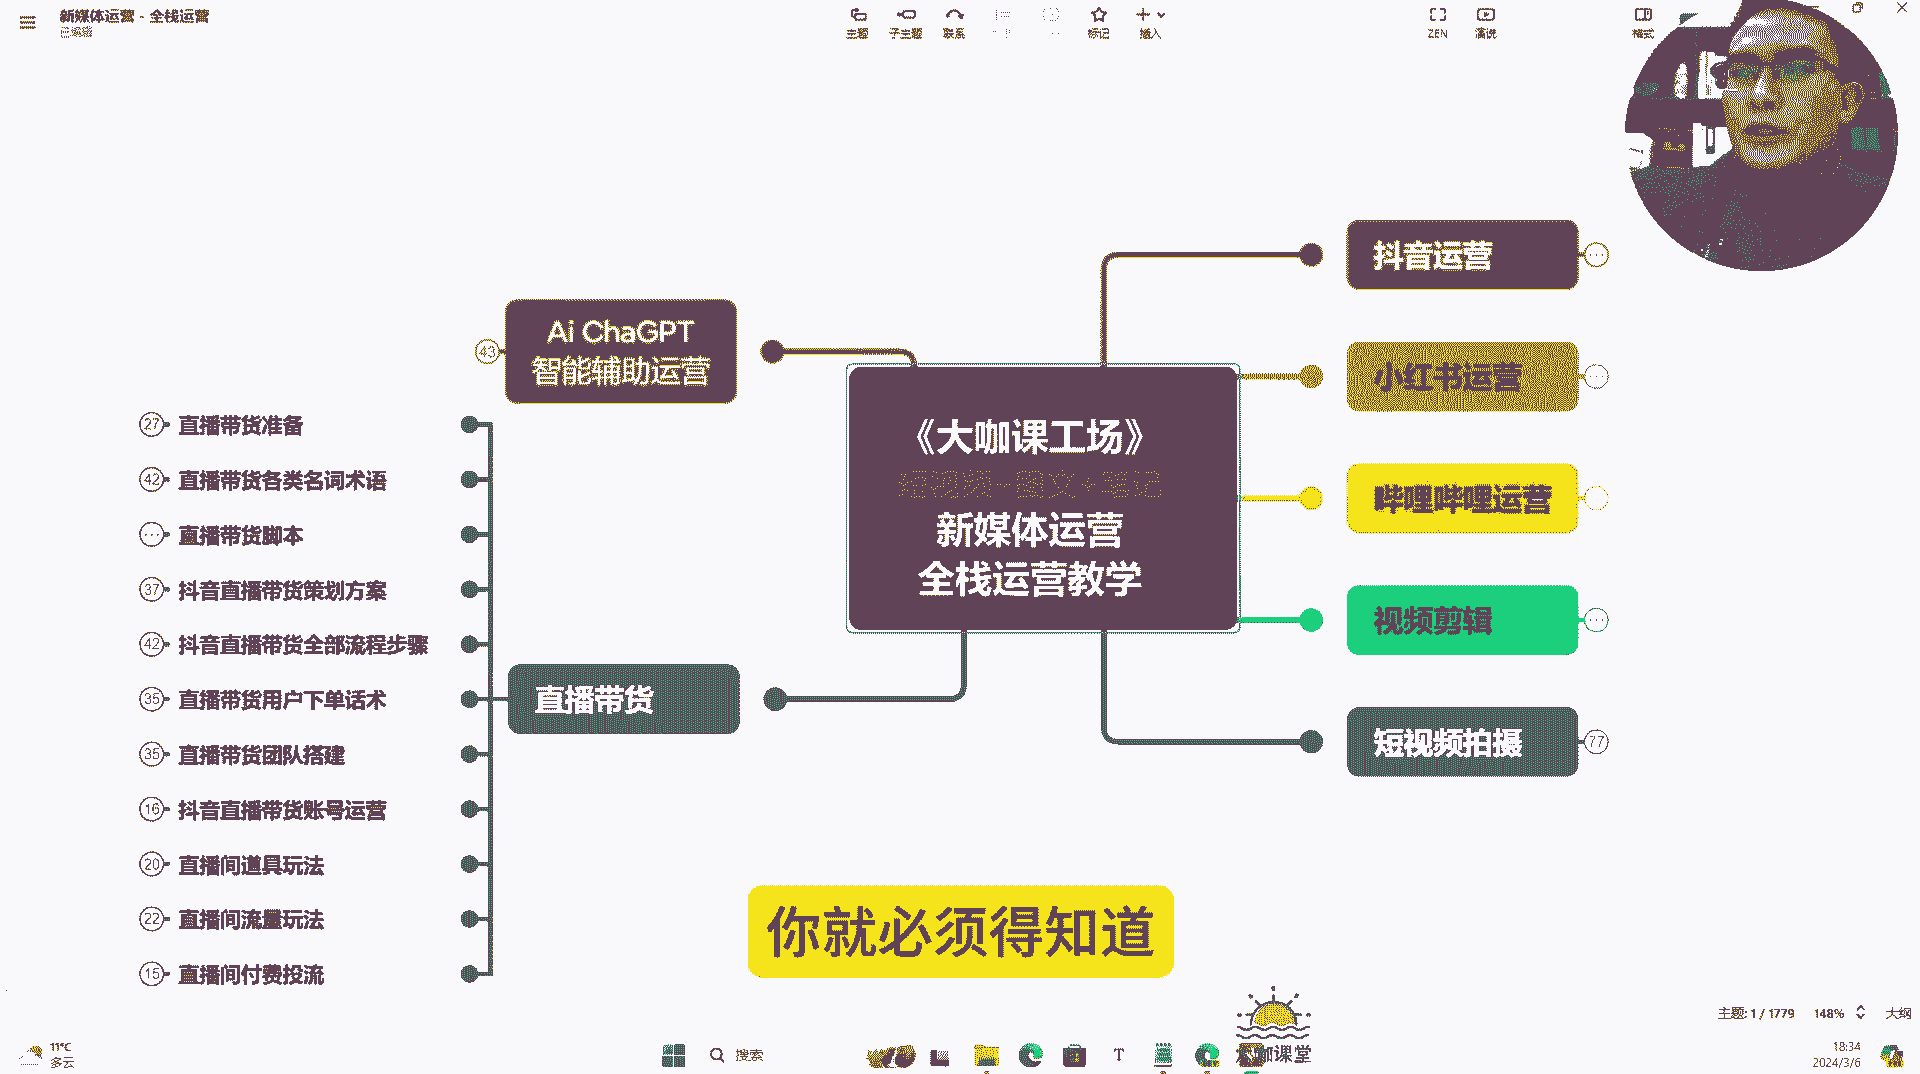 新媒体运营 - 全栈运营
已编辑
主题
子主题
联系
标记
插入
ZEN
演说
格式
抖音运营
小红书运营
哔哩哔哩运营
视频剪辑
短视频拍摄
77
Ai ChaGPT
智能辅助运营
43
《大咖课工场》
短视频+图文+笔记
新媒体运营
全栈运营教学
直播带货
27 直播带货准备
42 直播带货各类名词术语
直播带货脚本
37 抖音直播带货策划方案
42 抖音直播带货全部流程步骤
35 直播带货用户下单话术
35 直播带货团队搭建
16 抖音直播带货账号运营
20 直播间道具玩法
22 直播间流量玩法
15 直播间付费投流
你就必须得知道
大咖课堂
主题: 1 / 1779
148%
大纲
11°C
多云
搜索
18:34
2024/3/6